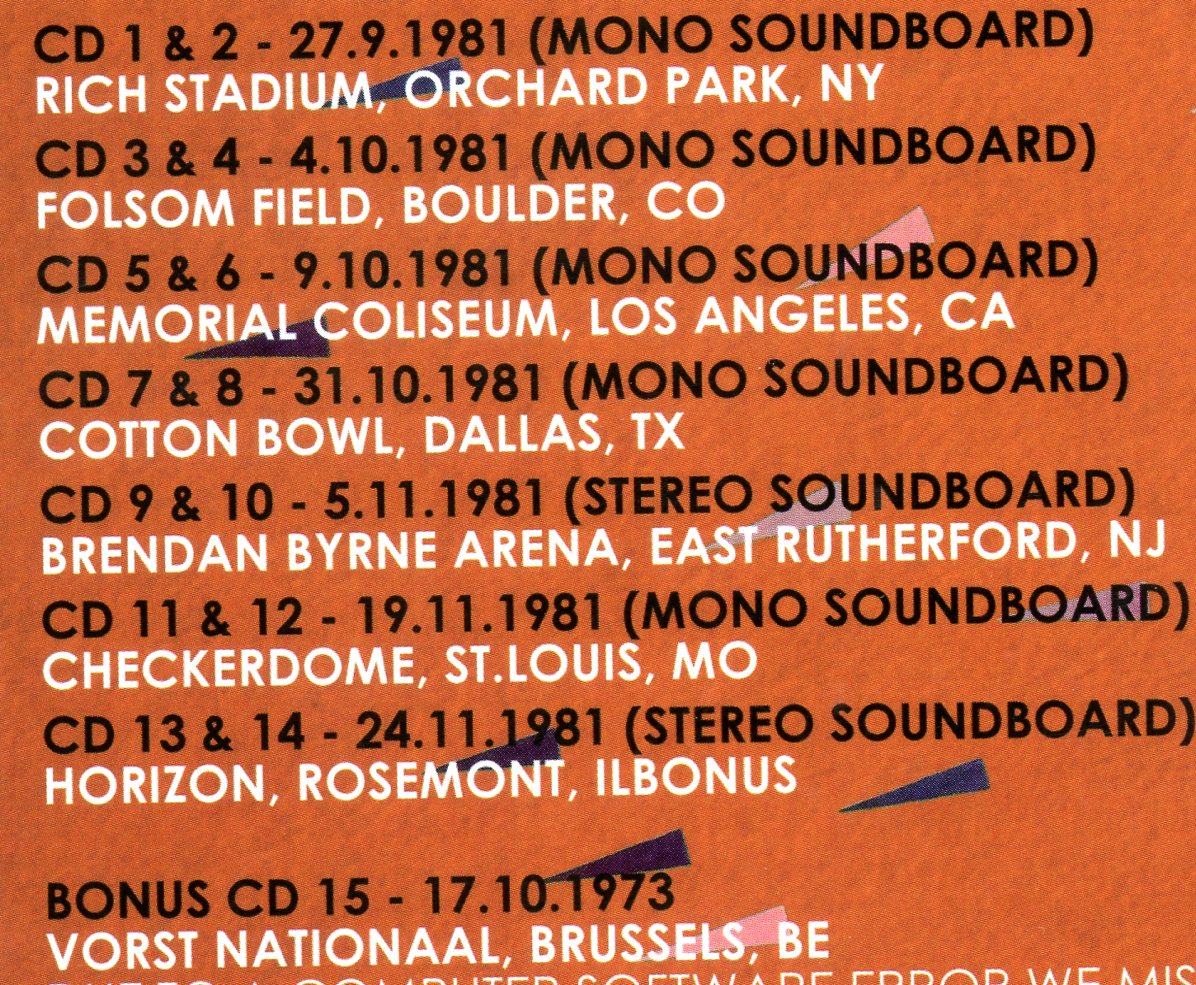 CD 1 & 2 - 27.9.1981 (MONO SOUNDBOARD)
RICH STADIUM, ORCHARD PARK, NY
CD 3 & 4 - 4.10.1981 (MONO SOUNDBOARD)
FOLSOM FIELD, BOULDER, CO
CD 5 & 6 - 9.10.1981 (MONO SOUNDBOARD)
MEMORIAL COLISEUM, LOS ANGELES, CA
CD 7 & 8 - 31.10.1981 (MONO SOUNDBOARD)
COTTON BOWL, DALLAS, TX
CD 9 & 10 - 5.11.1981 (STEREO SOUNDBOARD)
BRENDAN BYRNE ARENA, EAST RUTHERFORD, NJ
CD 11 & 12 - 19.11.1981 (MONO SOUNDBOARD)
CHECKERDOME, ST.LOUIS, MO
CD 13 & 14 - 24.11.1981 (STEREO SOUNDBOARD)
HORIZON, ROSEMONT, ILBONUS
BONUS CD 15 - 17.10.1973
VORST NATIONAAL, BRUSSELS, BE
A COMPUTER SOFTWARE ERROR WE MIS